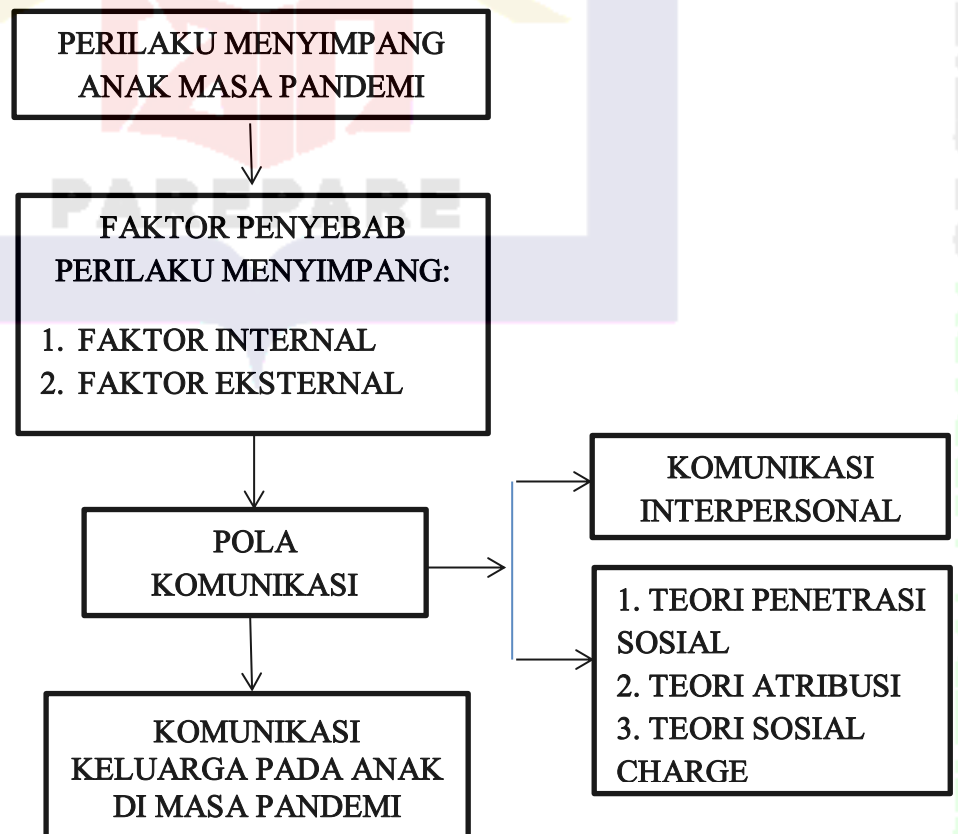 PERILAKU MENYIMPANG
ANAK MASA PANDEMI
PAREPARE
FAKTOR PENYEBAB
PERILAKU MENYIMPANG:
1. FAKTOR INTERNAL
2. FAKTOR EKSTERNAL
POLA
KOMUNIKASI
KOMUNIKASI
INTERPERSONAL
1. TEORI PENETRASI
SOSIAL
2. TEORI ATRIBUSI
3. TEORI SOSIAL
CHARGE
KOMUNIKASI
KELUARGA PADA ANAK
DI MASA PANDEMI